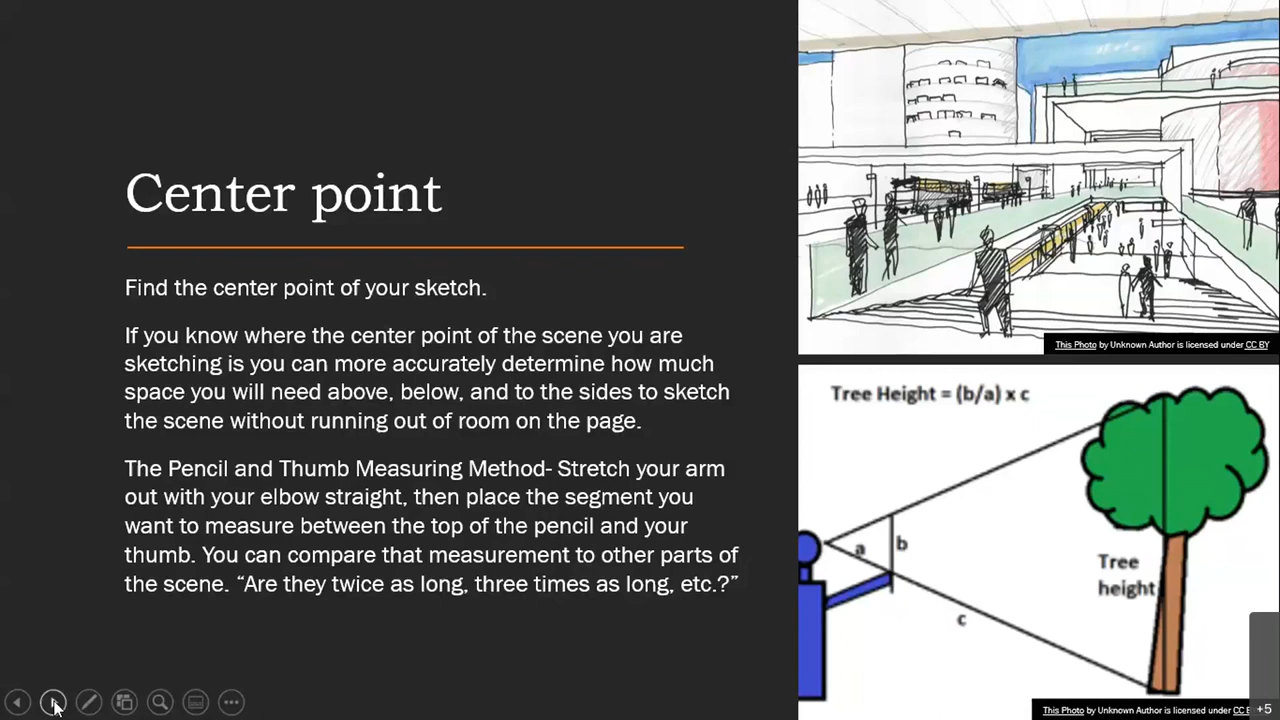 Center point
Find the center point of your sketch.
If you know where the center point of the scene you are
sketching is you can more accurately determine how much
space you will need above, below, and to the sides to sketch
the scene without running out of room on the page.
The Pencil and Thumb Measuring Method- Stretch your arm
out with your elbow straight, then place the segment you
want to measure between the top of the pencil and your
thumb. You can compare that measurement to other parts of
the scene. “Are they twice as long, three times as long, etc.?”
This Photo by Unknown Author is licensed under CC BY
Tree Height = (b/a) x c
a
b
Tree
height
c
This Photo by Unknown Author is licensed under CC
+5